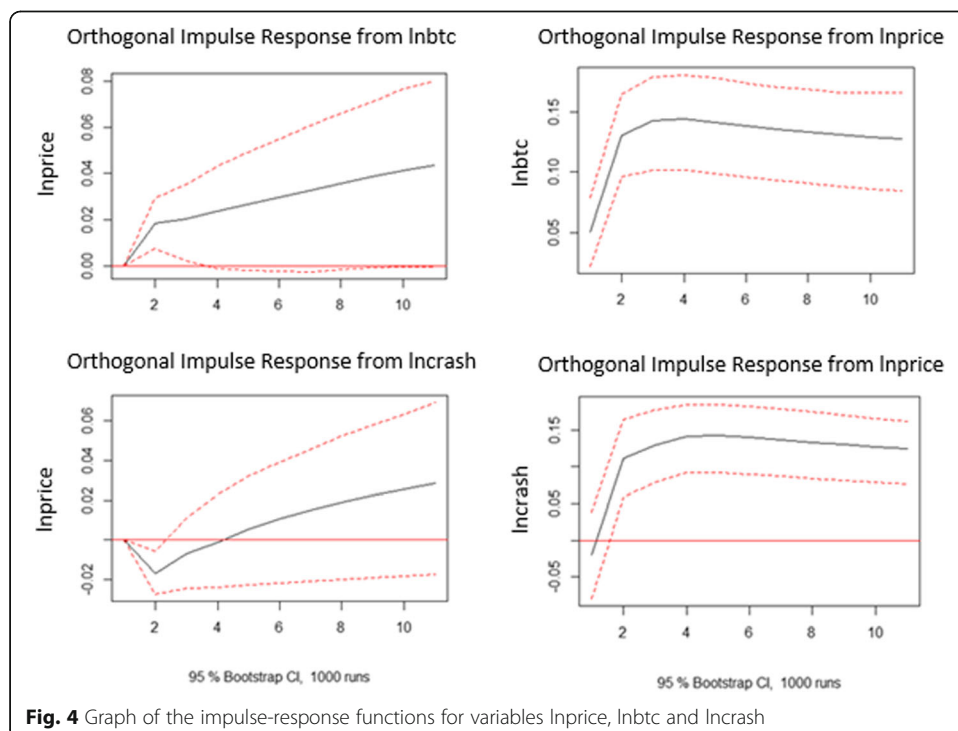 Orthogonal Impulse Response from lnbtc
lnprice
0.00 0.02 0.04 0.06 0.08
2 4 6 8 10
Orthogonal Impulse Response from lnprice
lnbtc
0.05 0.10 0.15
2 4 6 8 10
Orthogonal Impulse Response from lncrash
lnprice
-0.02 0.02 0.04 0.06
2 4 6 8 10
95 % Bootstrap CI, 1000 runs
Orthogonal Impulse Response from lnprice
lncrash
-0.05 0.05 0.15
2 4 6 8 10
95 % Bootstrap CI, 1000 runs
Fig. 4 Graph of the impulse-response functions for variables lnprice, lnbtc and lncrash